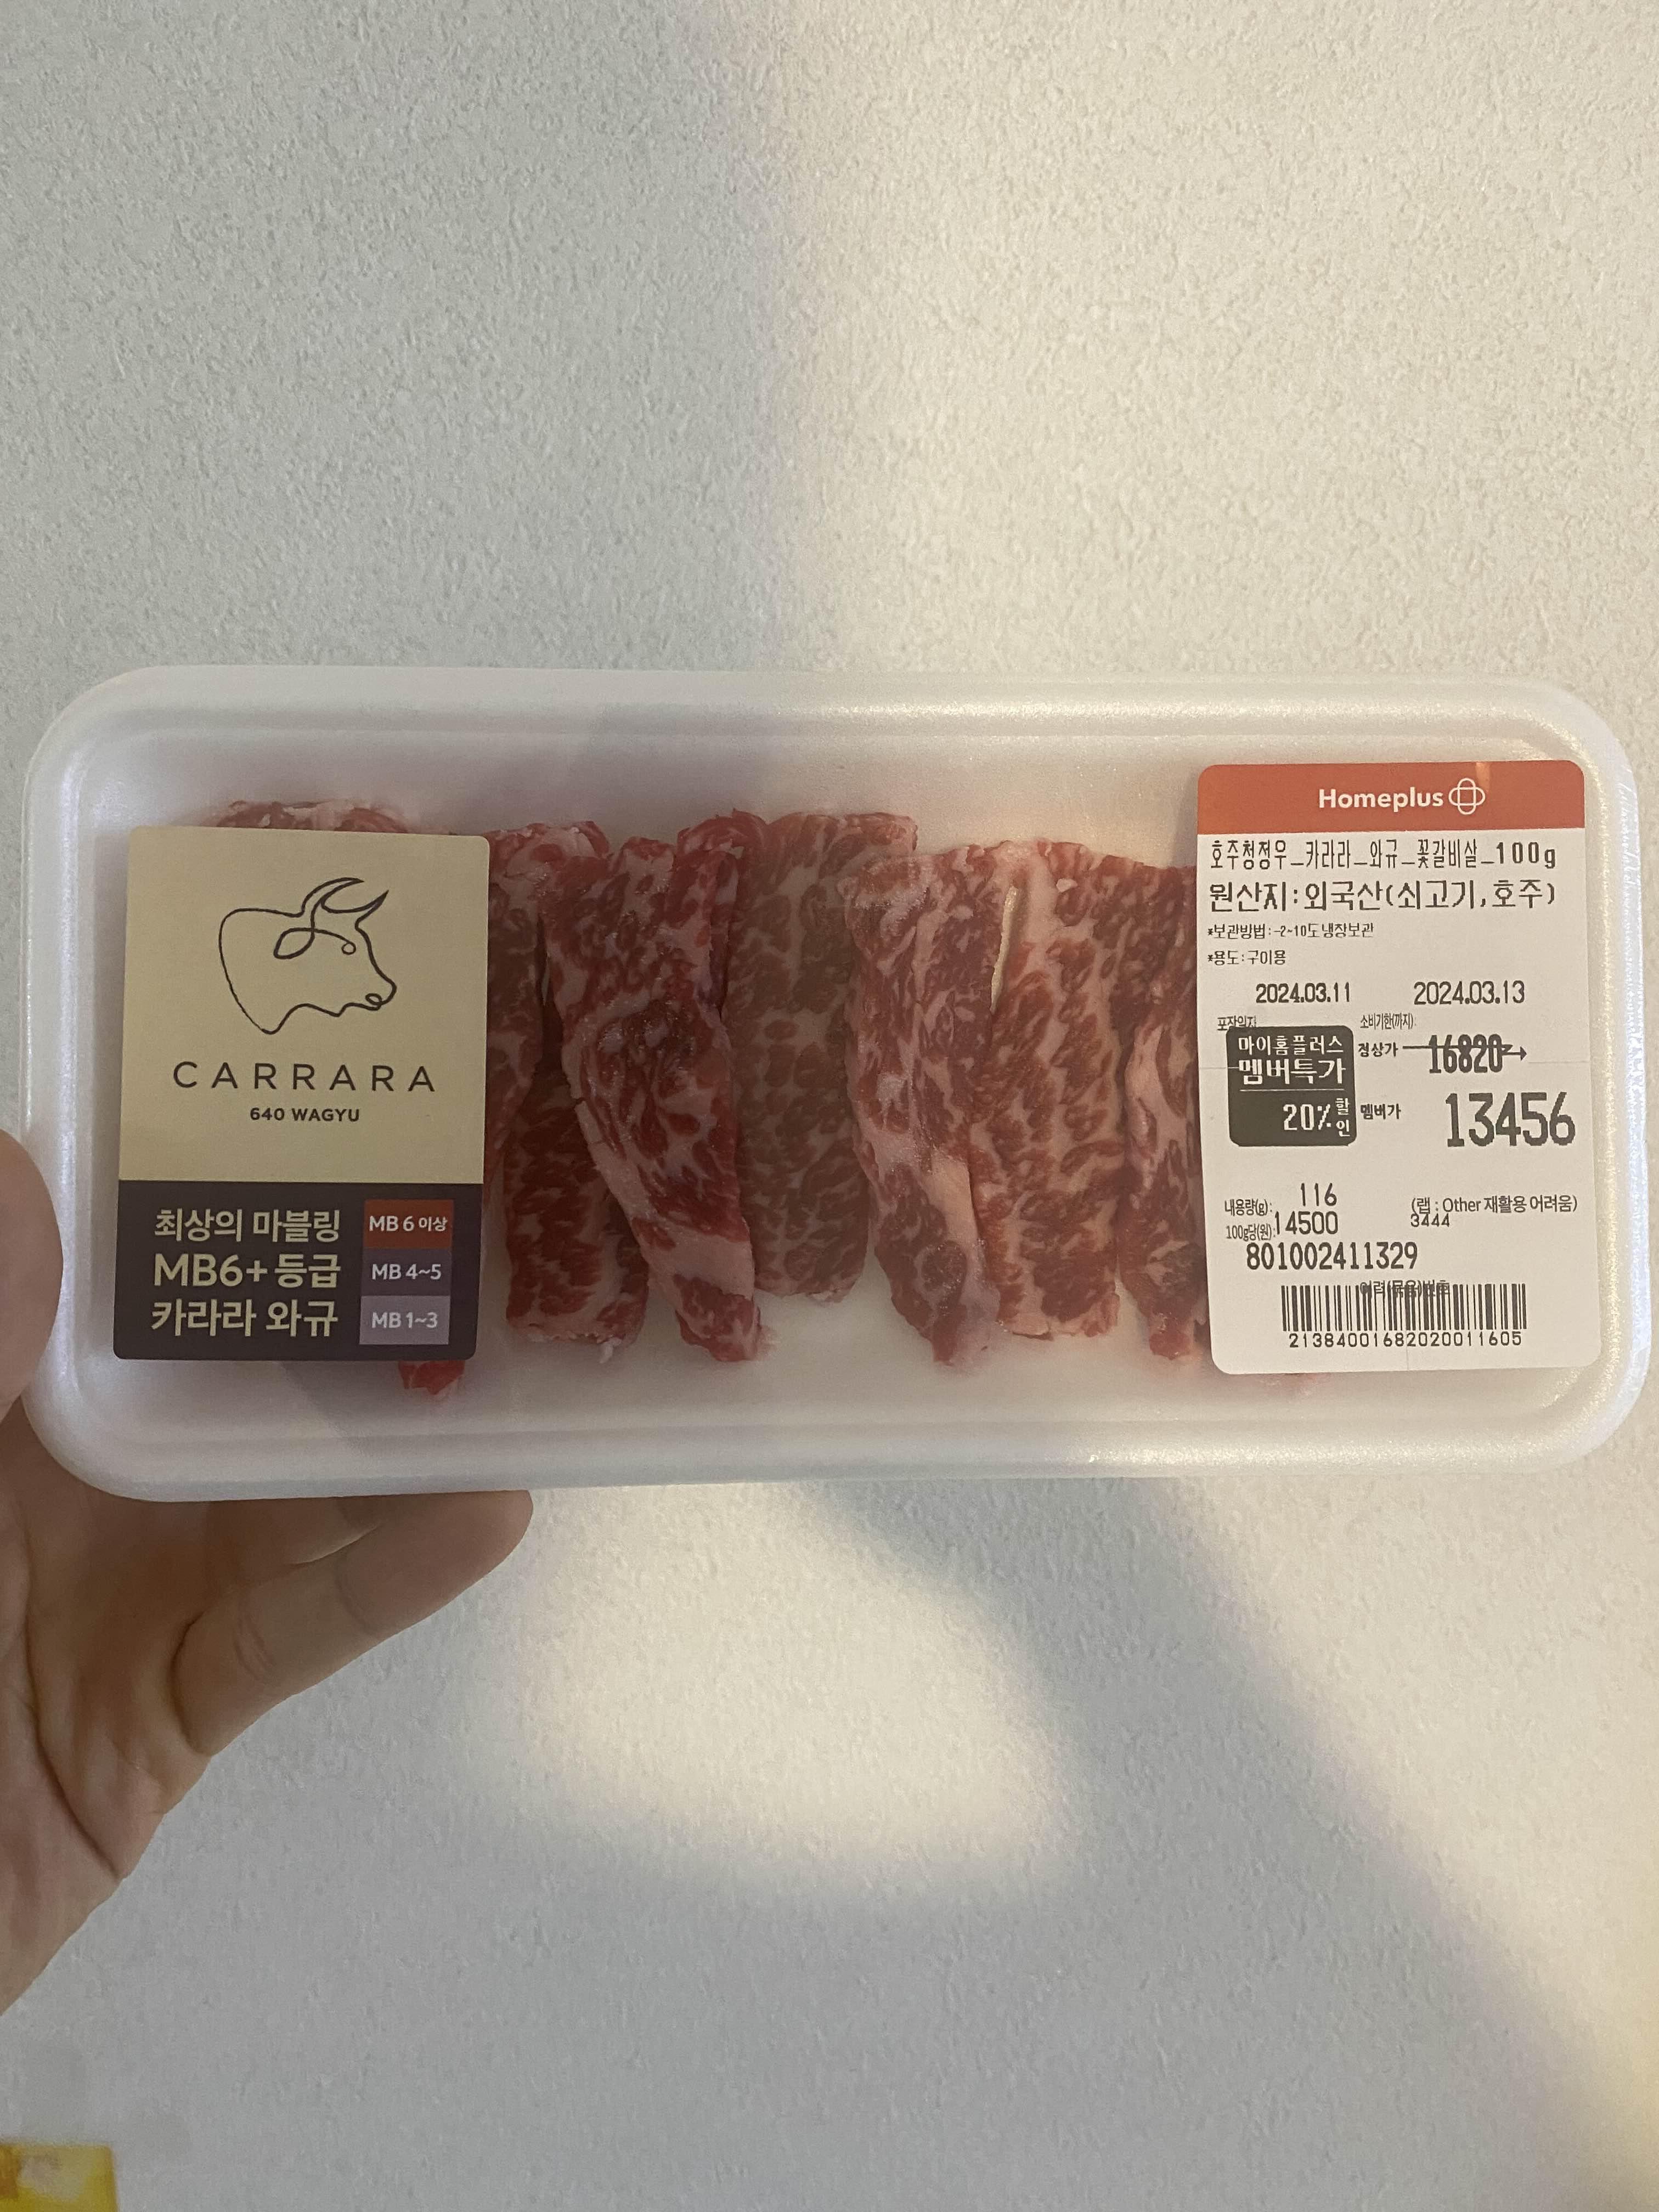 CARRARA
640 WAGYU
최상의 마블링
MB6+ 등급
카라라 와규
MB 6 이상
MB 4~5
MB 1~3
Homeplus
호주청정우_카라라_와규_꽃갈비살_100g
원산지:외국산(쇠고기,호주)
*보관방법:-2~10도냉장보관
*용도:구이용
2024.03.11 2024.03.13
포장일자 소비기한(까지):
마이홈플러스
멤버특가
20% 할인
정상가 16820
멤버가 13456
내용량(g): 116 (랩 : Other 재활용 어려움)
100g당(원): 14500 3444
801002411329
이력(묶음)번호
21384001682020011605